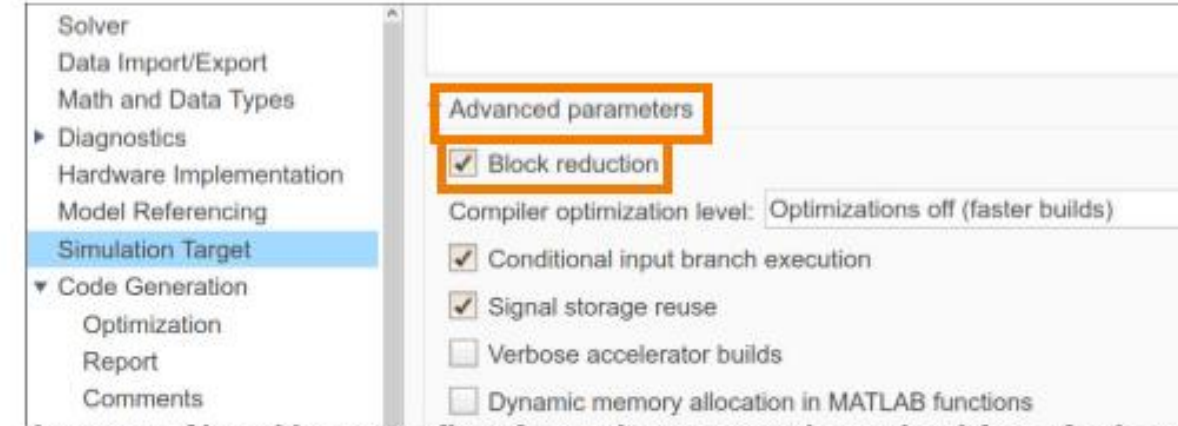 Solver
Data Import/Export
Math and Data Types
Diagnostics
Hardware Implementation
Model Referencing
Simulation Target
Code Generation
Optimization
Report
Comments
Advanced parameters
Block reduction
Compiler optimization level: Optimizations off (faster builds)
Conditional input branch execution
Signal storage reuse
Verbose accelerator builds
Dynamic memory allocation in MATLAB functions